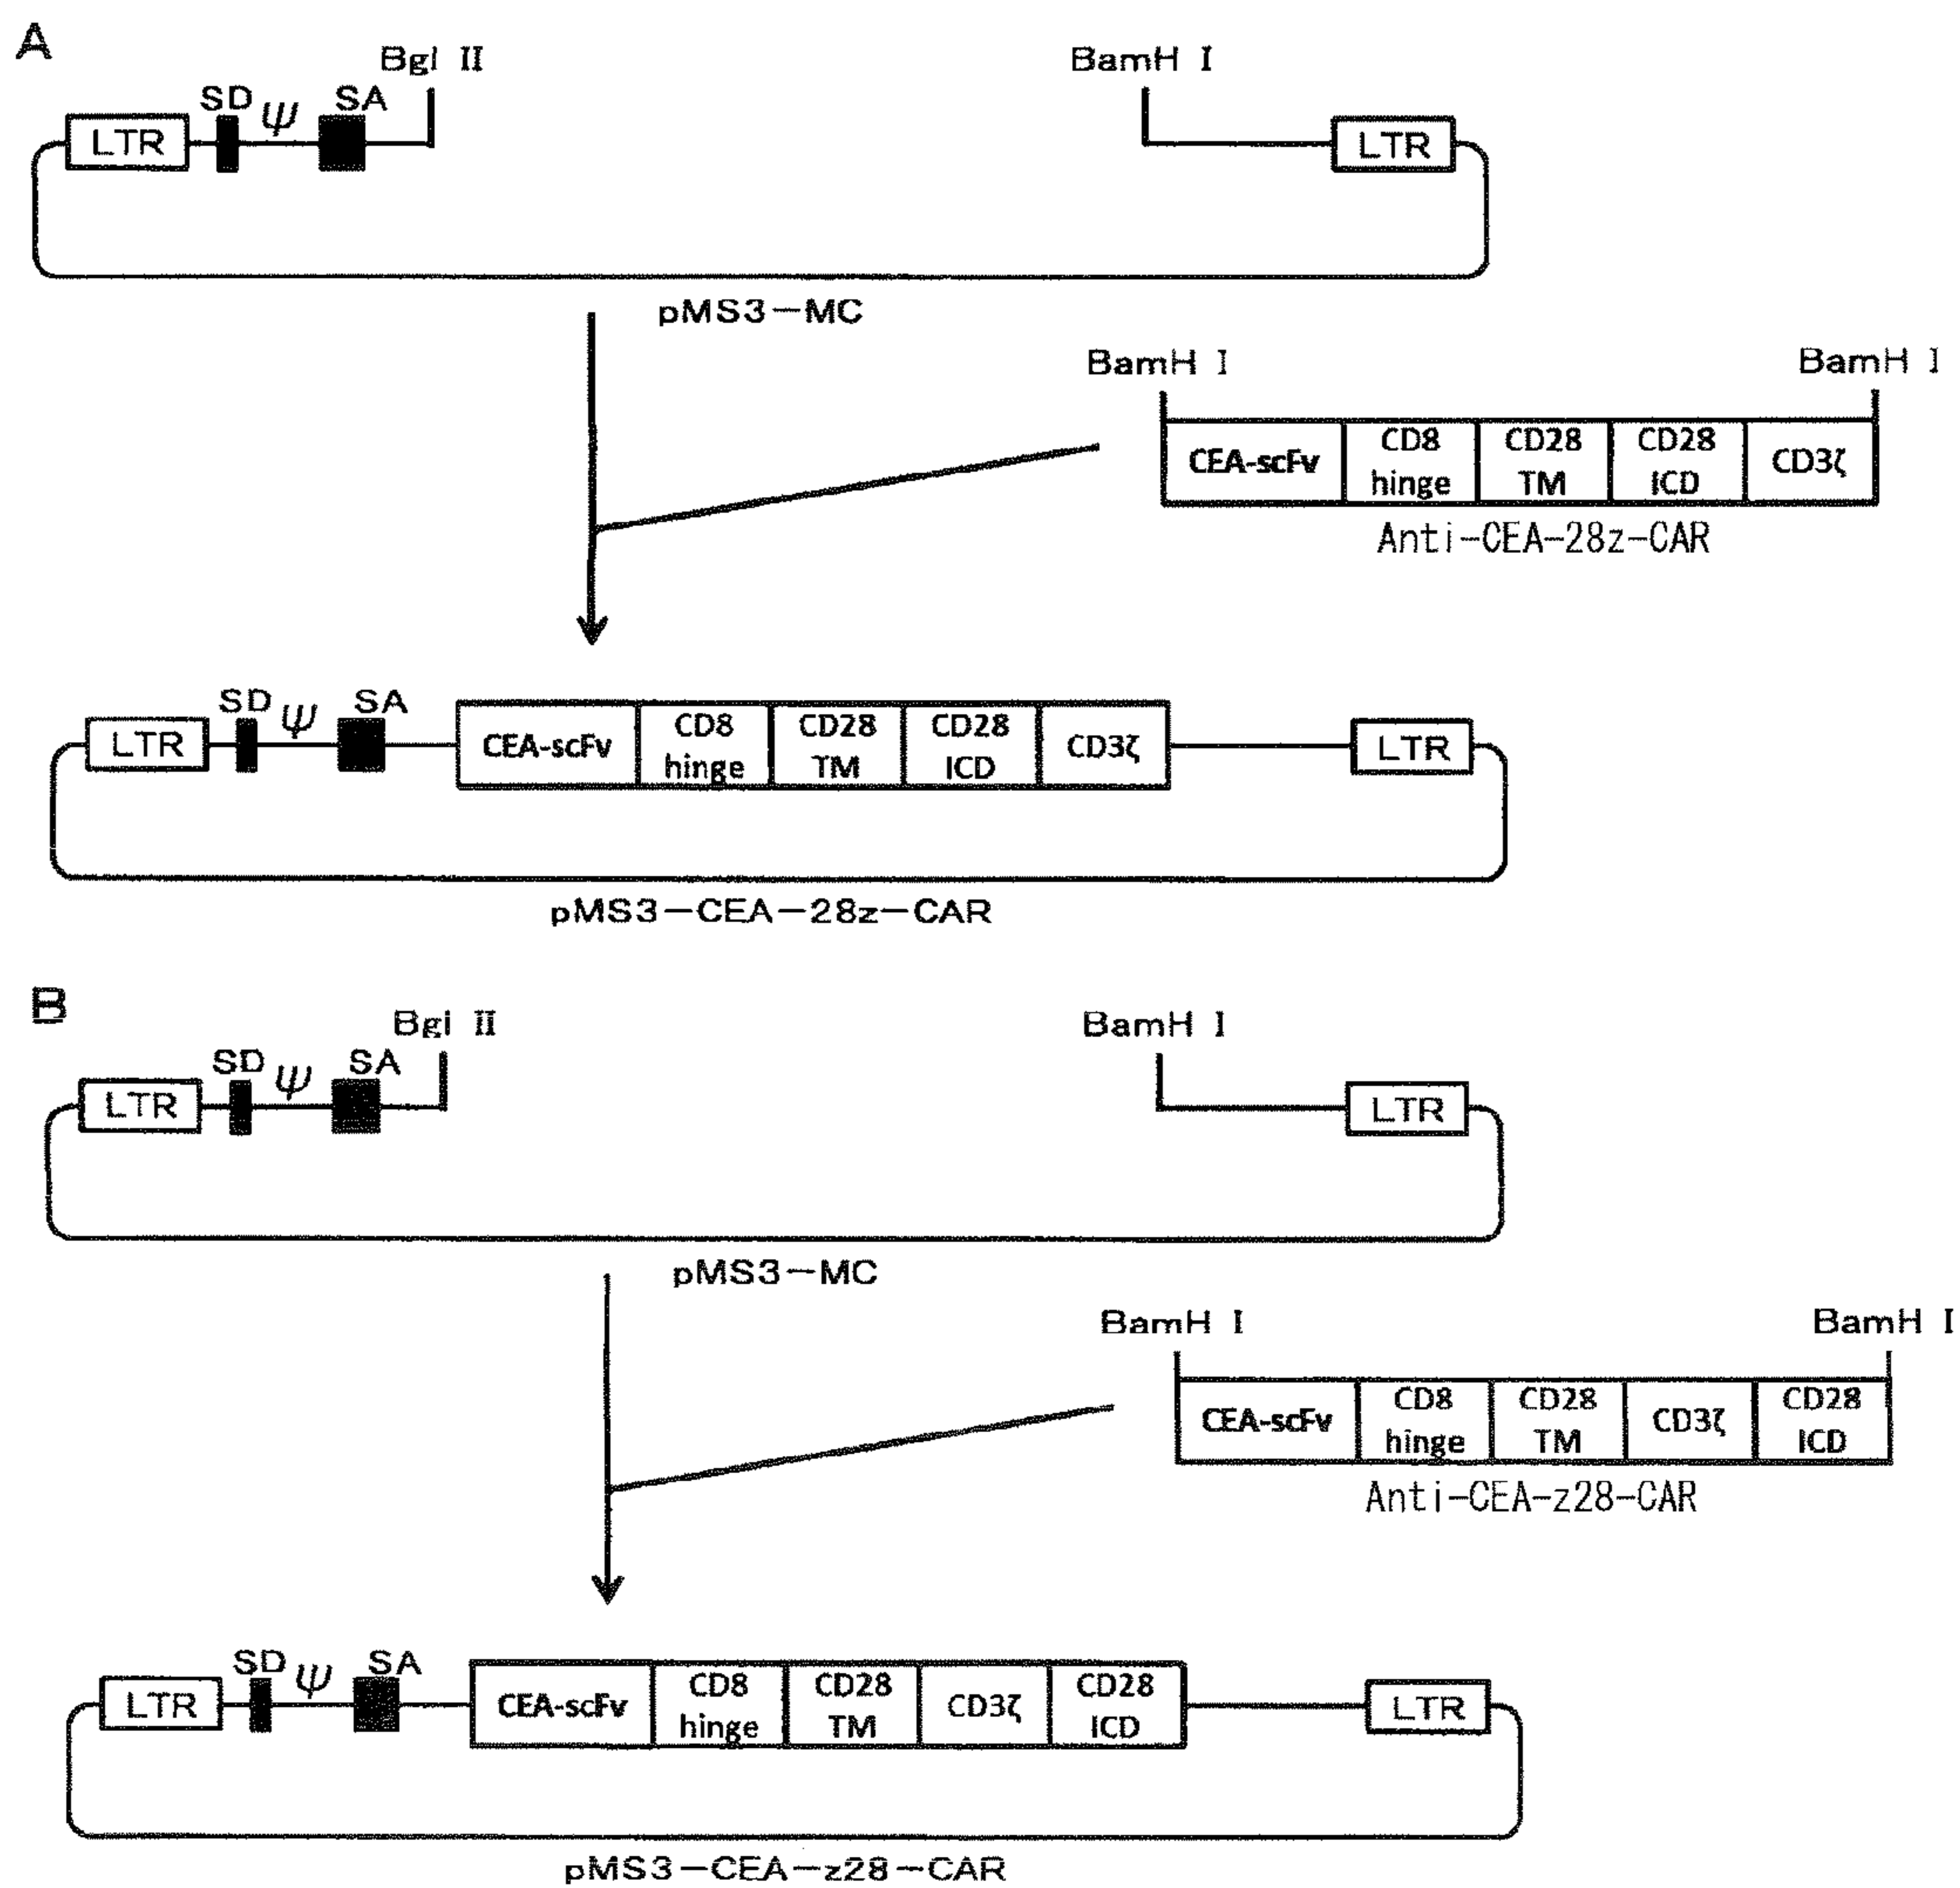 A
Bgl II
BamH I
SD ψ SA
LTR
LTR
pMS3-MC
BamH I
BamH I
CEA-scFv
CD8
hinge
CD28
TM
CD28
ICD
CD3ζ
Anti-CEA-28z-CAR
SD ψ SA
LTR
CEA-scFv
CD8
hinge
CD28
TM
CD28
ICD
CD3ζ
LTR
pMS3-CEA-28z-CAR
B
Bgl II
BamH I
SD ψ SA
LTR
LTR
pMS3-MC
BamH I
BamH I
CEA-scFv
CD8
hinge
CD28
TM
CD3ζ
CD28
ICD
Anti-CEA-z28-CAR
SD ψ SA
LTR
CEA-scFv
CD8
hinge
CD28
TM
CD3ζ
CD28
ICD
LTR
pMS3-CEA-z28-CAR